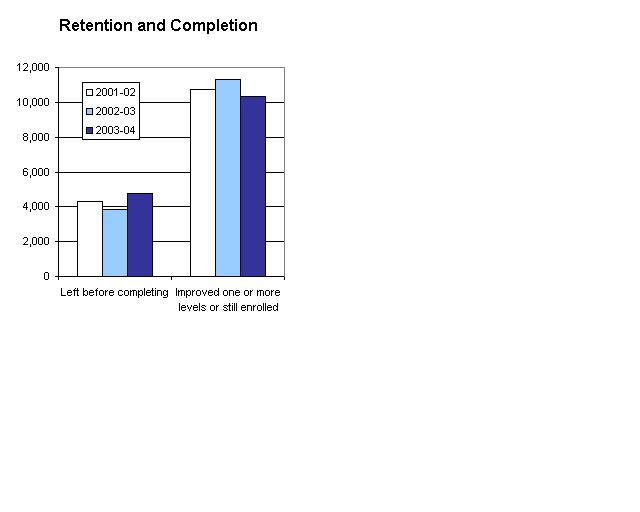 Retention and Completion
12,000
10,000
8,000
6,000
4,000
2,000
0
2001-02
2002-03
2003-04
Left before completing
Improved one or more
levels or still enrolled